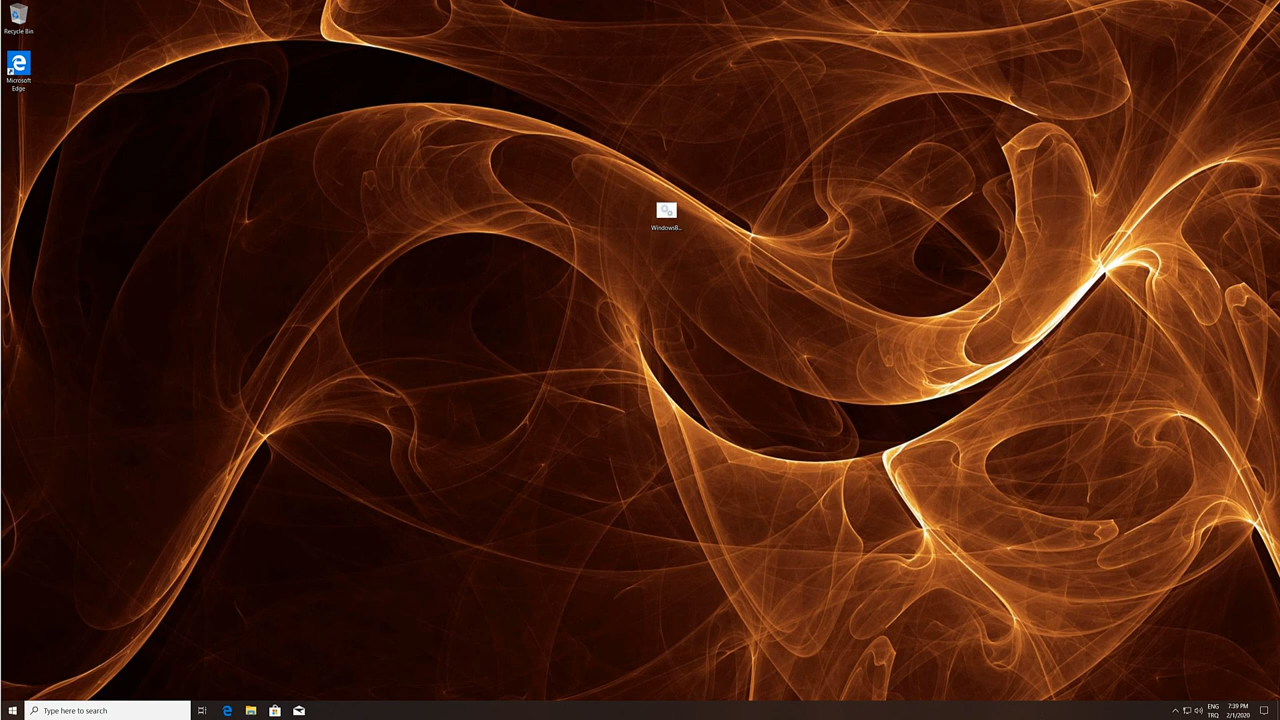 Recycle Bin
Microsoft
Edge
WindowsB...
Type here to search
ENG
TRQ
7:39 PM
2/1/2020